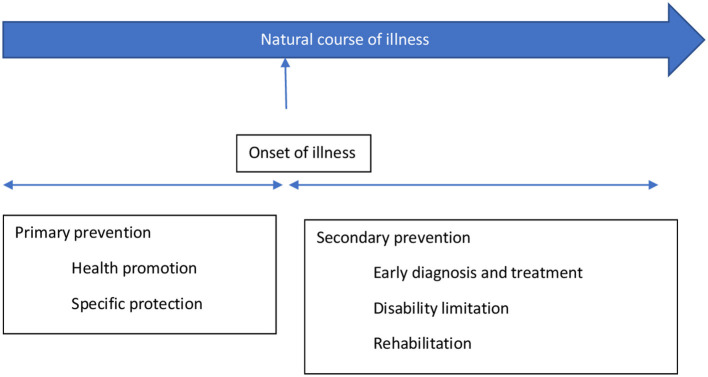 Natural course of illness
Onset of illness
Primary prevention
Health promotion
Specific protection
Secondary prevention
Early diagnosis and treatment
Disability limitation
Rehabilitation